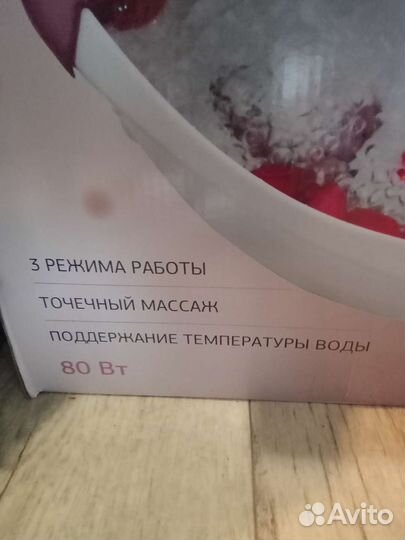 3 РЕЖИМА РАБОТЫ
ТОЧЕЧНЫЙ МАССАЖ
ПОДДЕРЖАНИЕ ТЕМПЕРАТУРЫ ВОДЫ
80 Вт
Avito